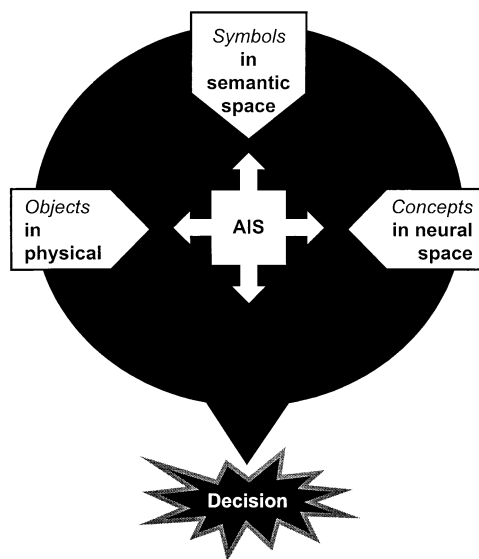 Symbols
in
semantic
space
Objects
in
physical
AIS
Concepts
in neural
space
Decision